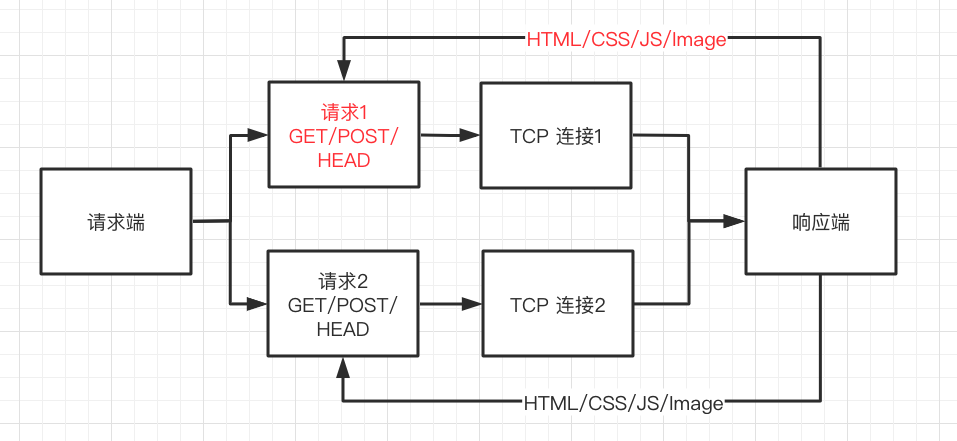 HTML/CSS/JS/Image
请求1
GET/POST/
HEAD
TCP 连接1
请求端
响应端
请求2
GET/POST/
HEAD
TCP 连接2
HTML/CSS/JS/Image